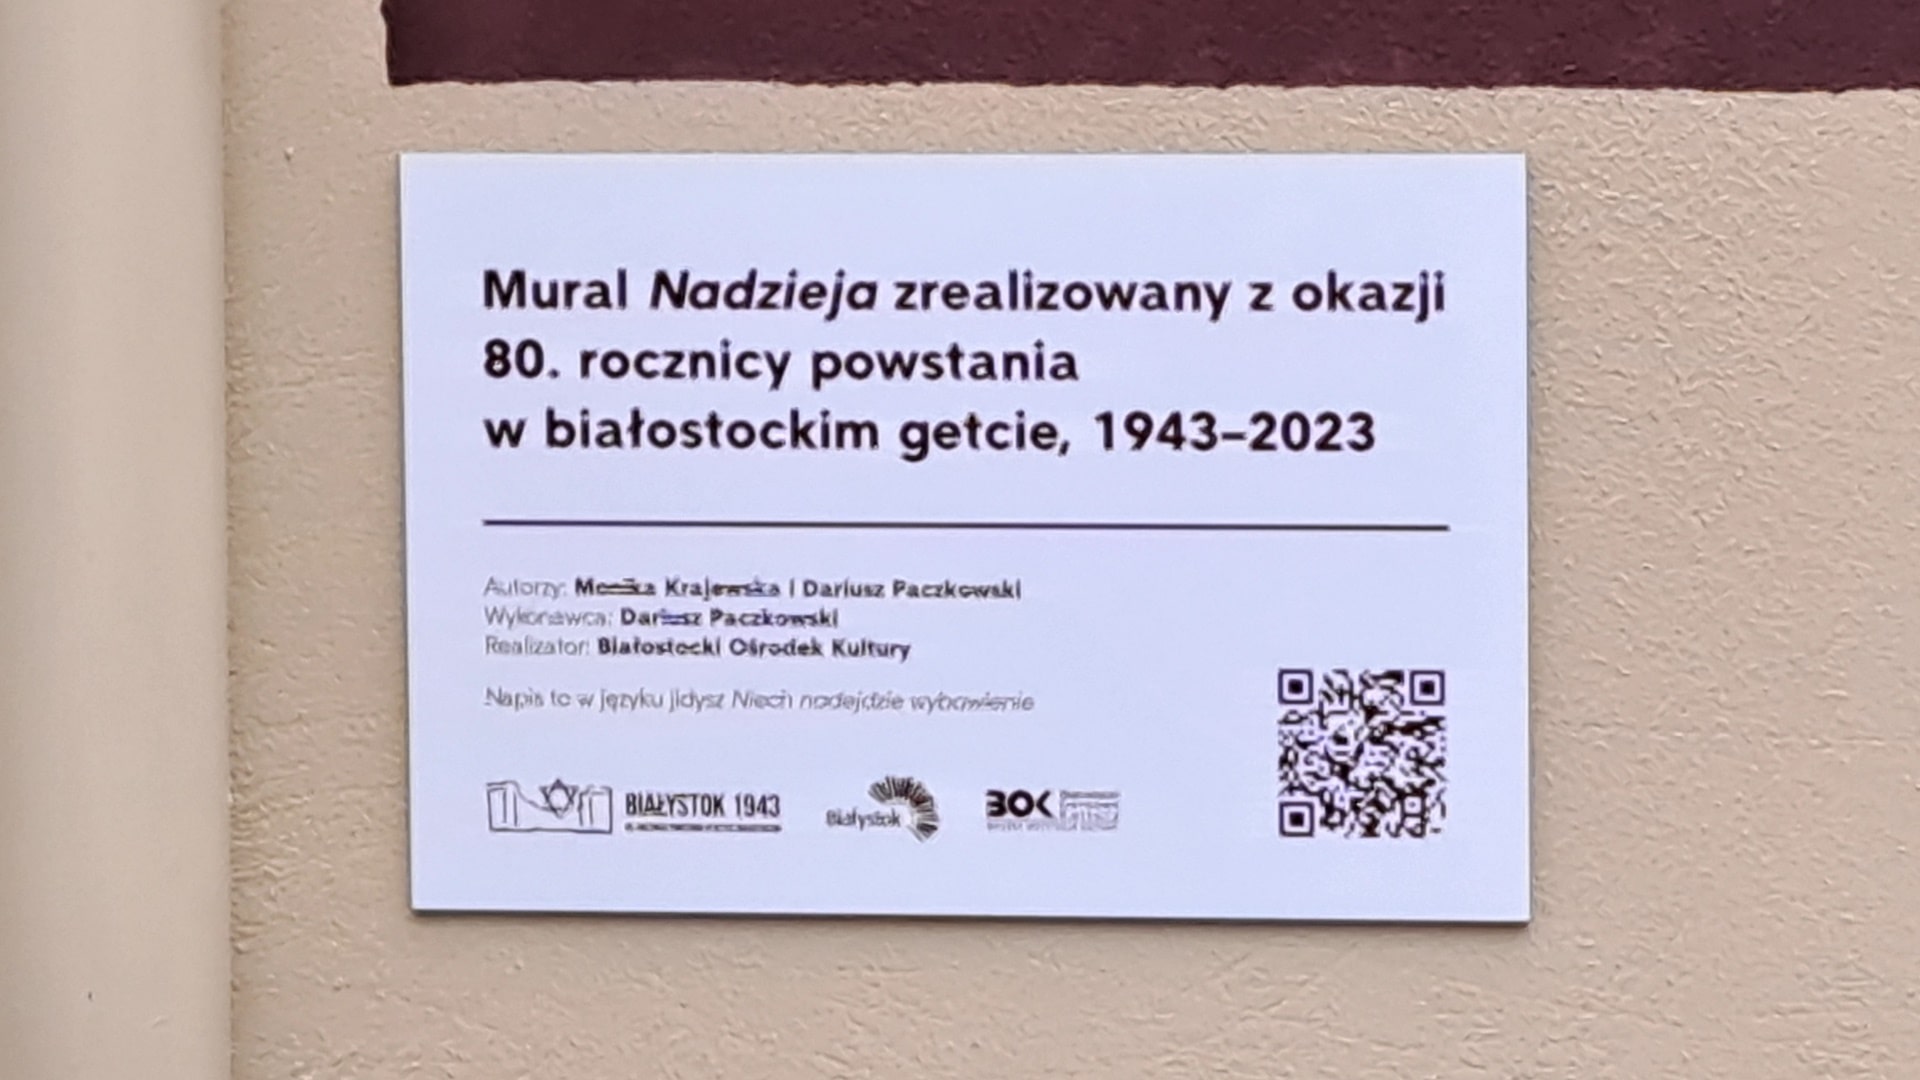 Mural Nadzieja zrealizowany z okazji
80. rocznicy powstania
w białostockim getcie, 1943–2023
Autorzy: Monika Krajewska i Dariusz Paczkowski
Wykonawca: Dariusz Paczkowski
Realizator: Białostocki Ośrodek Kultury
Napis to w języku jidysz Niech nadejdzie wybawienie
BIAŁYSTOK 1943
Białystok
BOK